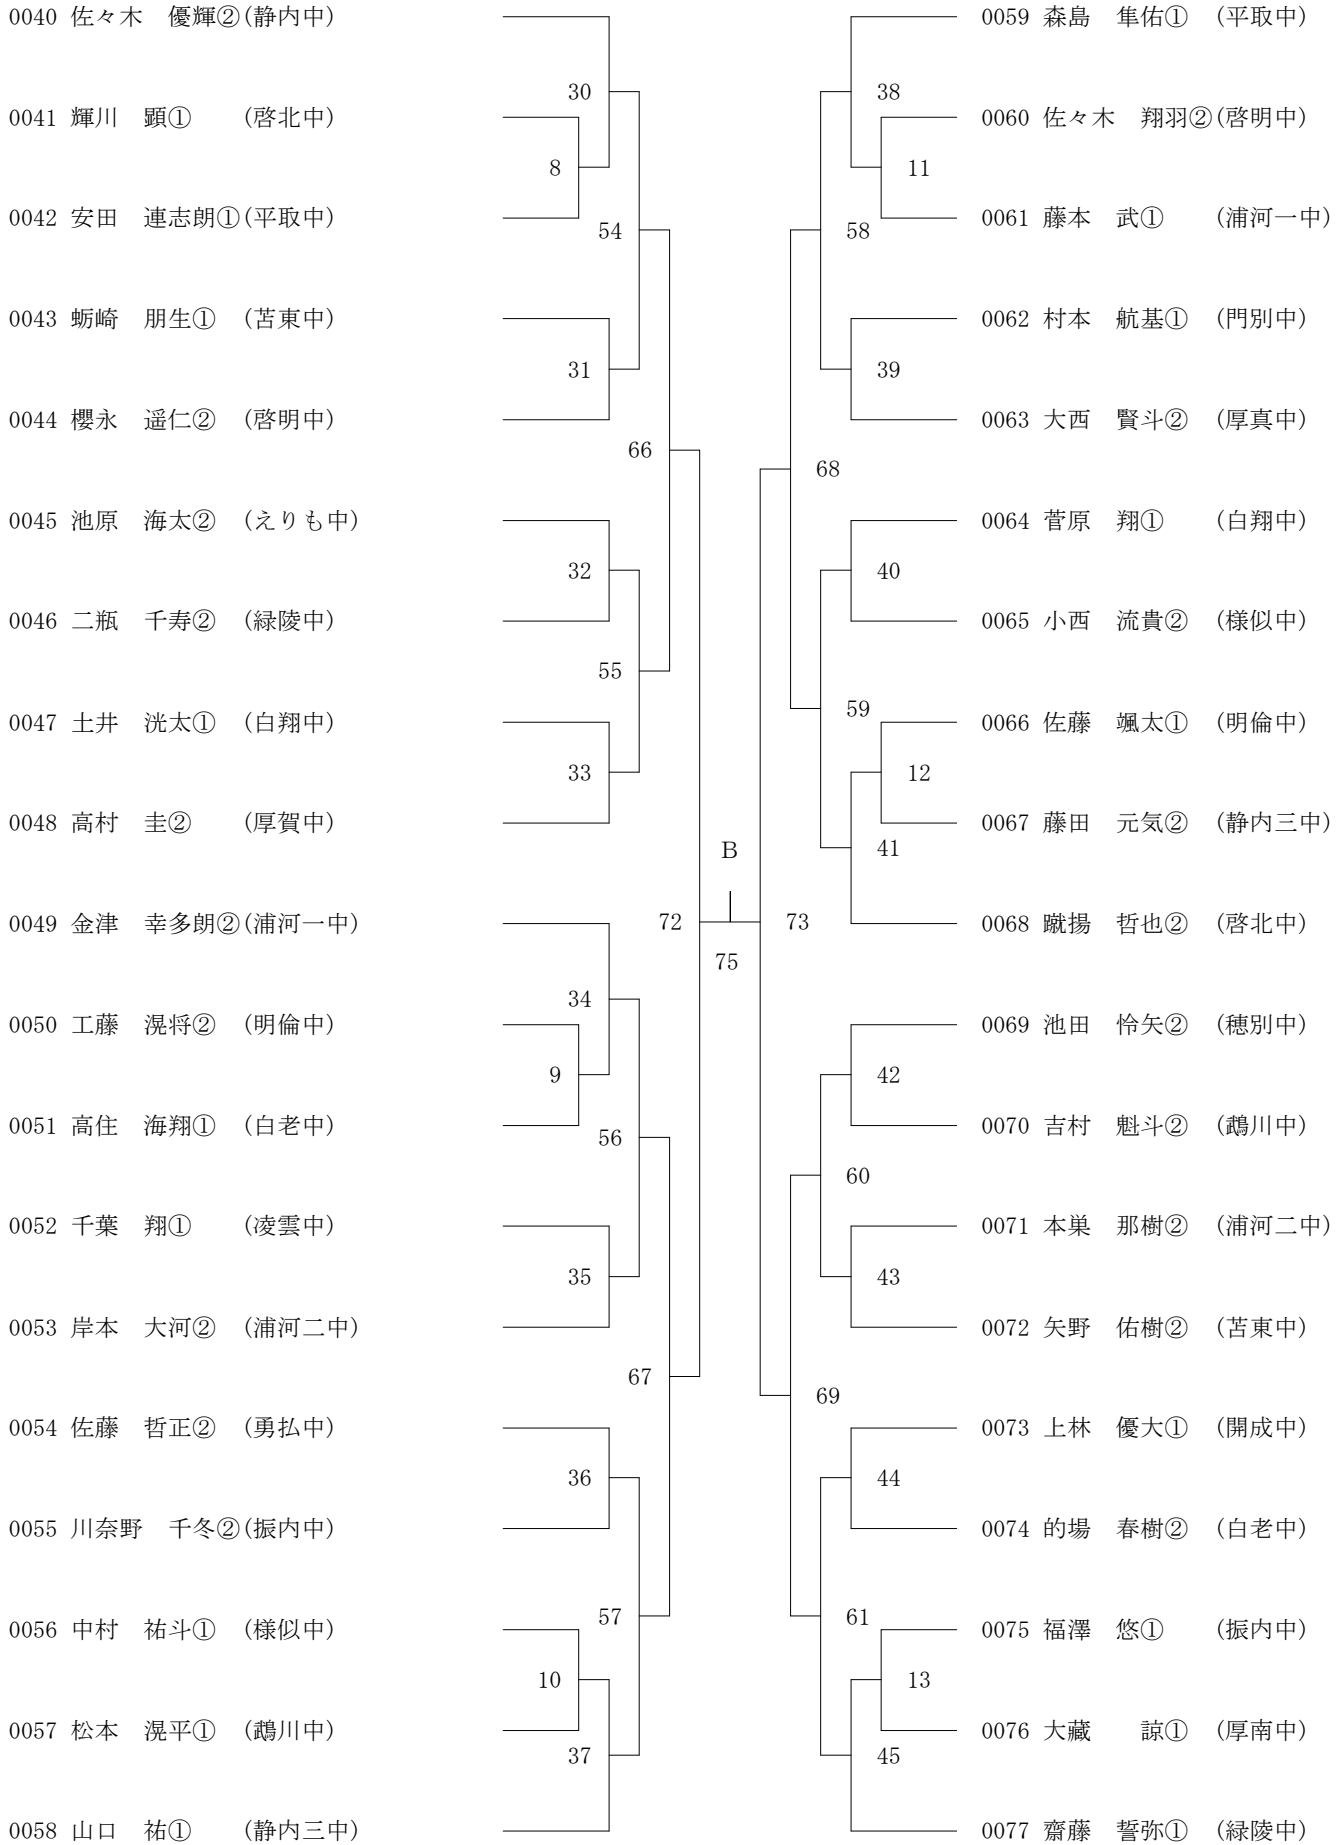 0040 佐々木　優輝②(静内中)
0041 輝川　顕①　　(啓北中)
0042 安田　連志朗①(平取中)
0043 蛎崎　朋生①　(苫東中)
0044 櫻永　遥仁②　(啓明中)
0045 池原　海太②　(えりも中)
0046 二瓶　千寿②　(緑陵中)
0047 土井　洸太①　(白翔中)
0048 高村　圭②　　(厚賀中)
0049 金津　幸多朗②(浦河一中)
0050 工藤　滉将②　(明倫中)
0051 高住　海翔①　(白老中)
0052 千葉　翔①　　(凌雲中)
0053 岸本　大河②　(浦河二中)
0054 佐藤　哲正②　(勇払中)
0055 川奈野　千冬②(振内中)
0056 中村　祐斗①　(様似中)
0057 松本　滉平①　(鵡川中)
0058 山口　祐①　　(静内三中)
30
8
54
31
66
32
55
33
72
34
9
56
35
67
36
57
10
37
B
75
73
38
11
58
39
68
40
59
12
41
42
60
43
69
44
61
13
45
0059 森島　隼佑①　(平取中)
0060 佐々木　翔羽②(啓明中)
0061 藤本　武①　　(浦河一中)
0062 村本　航基①　(門別中)
0063 大西　賢斗②　(厚真中)
0064 菅原　翔①　　(白翔中)
0065 小西　流貴②　(様似中)
0066 佐藤　颯太①　(明倫中)
0067 藤田　元気②　(静内三中)
0068 蹴揚　哲也②　(啓北中)
0069 池田　怜矢②　(穂別中)
0070 吉村　魁斗②　(鵡川中)
0071 本巣　那樹②　(浦河二中)
0072 矢野　佑樹②　(苫東中)
0073 上林　優大①　(開成中)
0074 的場　春樹②　(白老中)
0075 福澤　悠①　　(振内中)
0076 大藏　　諒①　(厚南中)
0077 齋藤　誓弥①　(緑陵中)